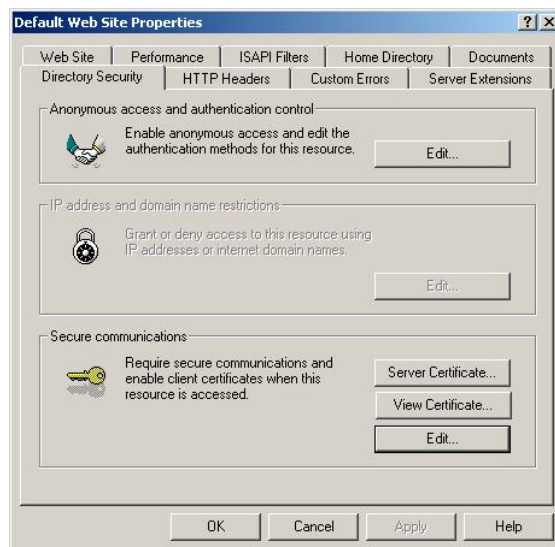 Default Web Site Properties
Web Site Performance ISAPI Filters Home Directory Documents
Directory Security HTTP Headers Custom Errors Server Extensions
Anonymous access and authentication control
Enable anonymous access and edit the
authentication methods for this resource.
Edit...
IP address and domain name restrictions
Grant or deny access to this resource using
IP addresses or internet domain names.
Edit...
Secure communications
Require secure communications and
enable client certificates when this
resource is accessed.
Server Certificate...
View Certificate...
Edit...
OK Cancel Apply Help